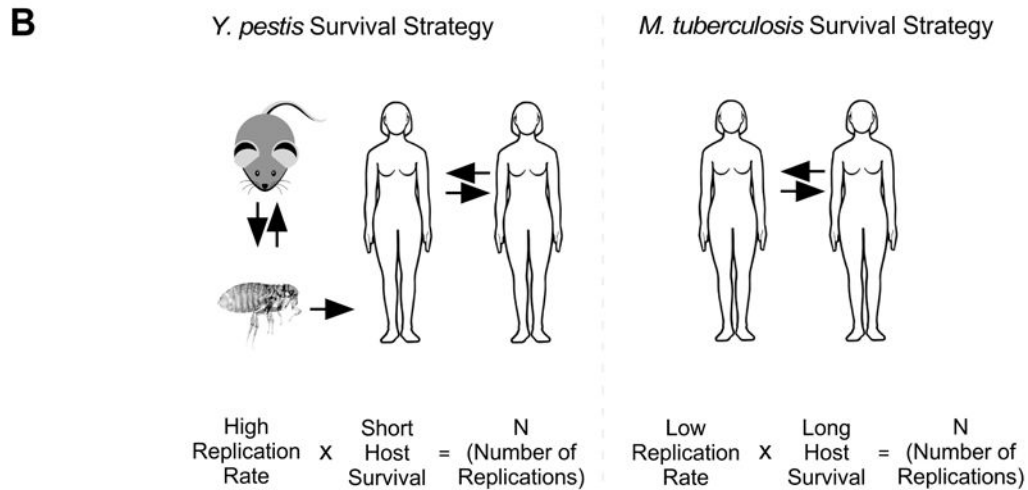 B
Y. pestis Survival Strategy
M. tuberculosis Survival Strategy
High
Replication
Rate
x
Short
Host
Survival
=
N
(Number of
Replications)
Low
Replication
Rate
x
Long
Host
Survival
=
N
(Number of
Replications)